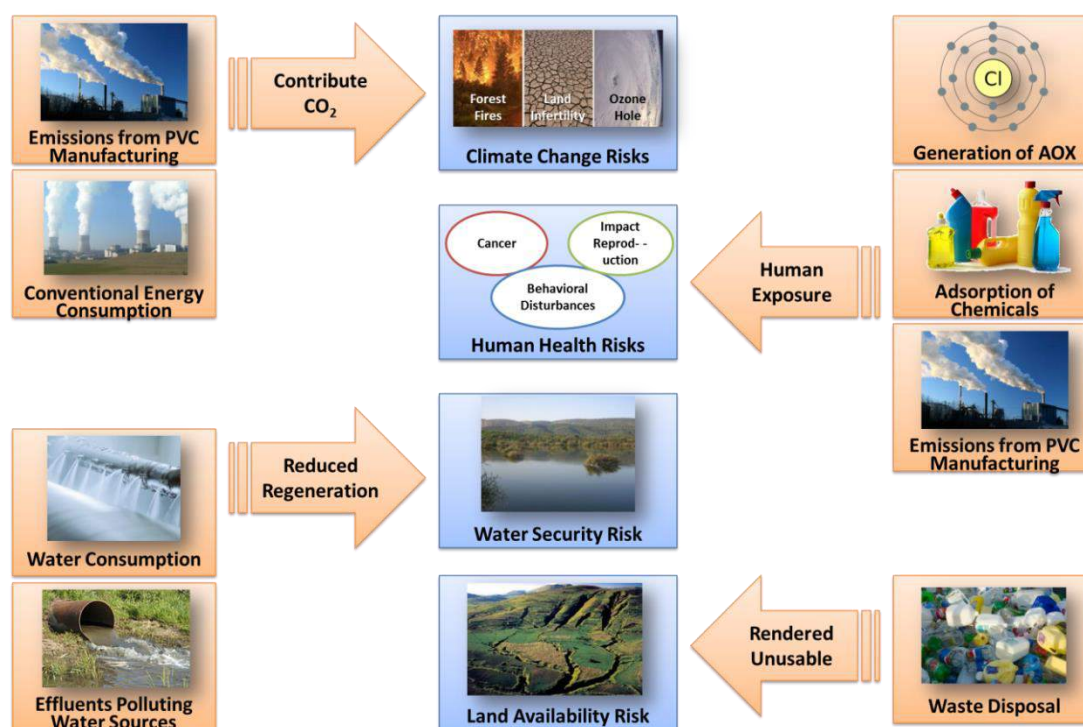 Emissions from PVC
Manufacturing
Conventional Energy
Consumption
Contribute
CO₂
Forest
Fires
Land
Infertility
Ozone
Hole
Climate Change Risks
Cl
Generation of AOX
Adsorption of
Chemicals
Emissions from PVC
Manufacturing
Human
Exposure
Cancer
Impact
Reprod- -
uction
Behavioral
Disturbances
Human Health Risks
Water Consumption
Effluents Polluting
Water Sources
Reduced
Regeneration
Water Security Risk
Waste Disposal
Rendered
Unusable
Land Availability Risk